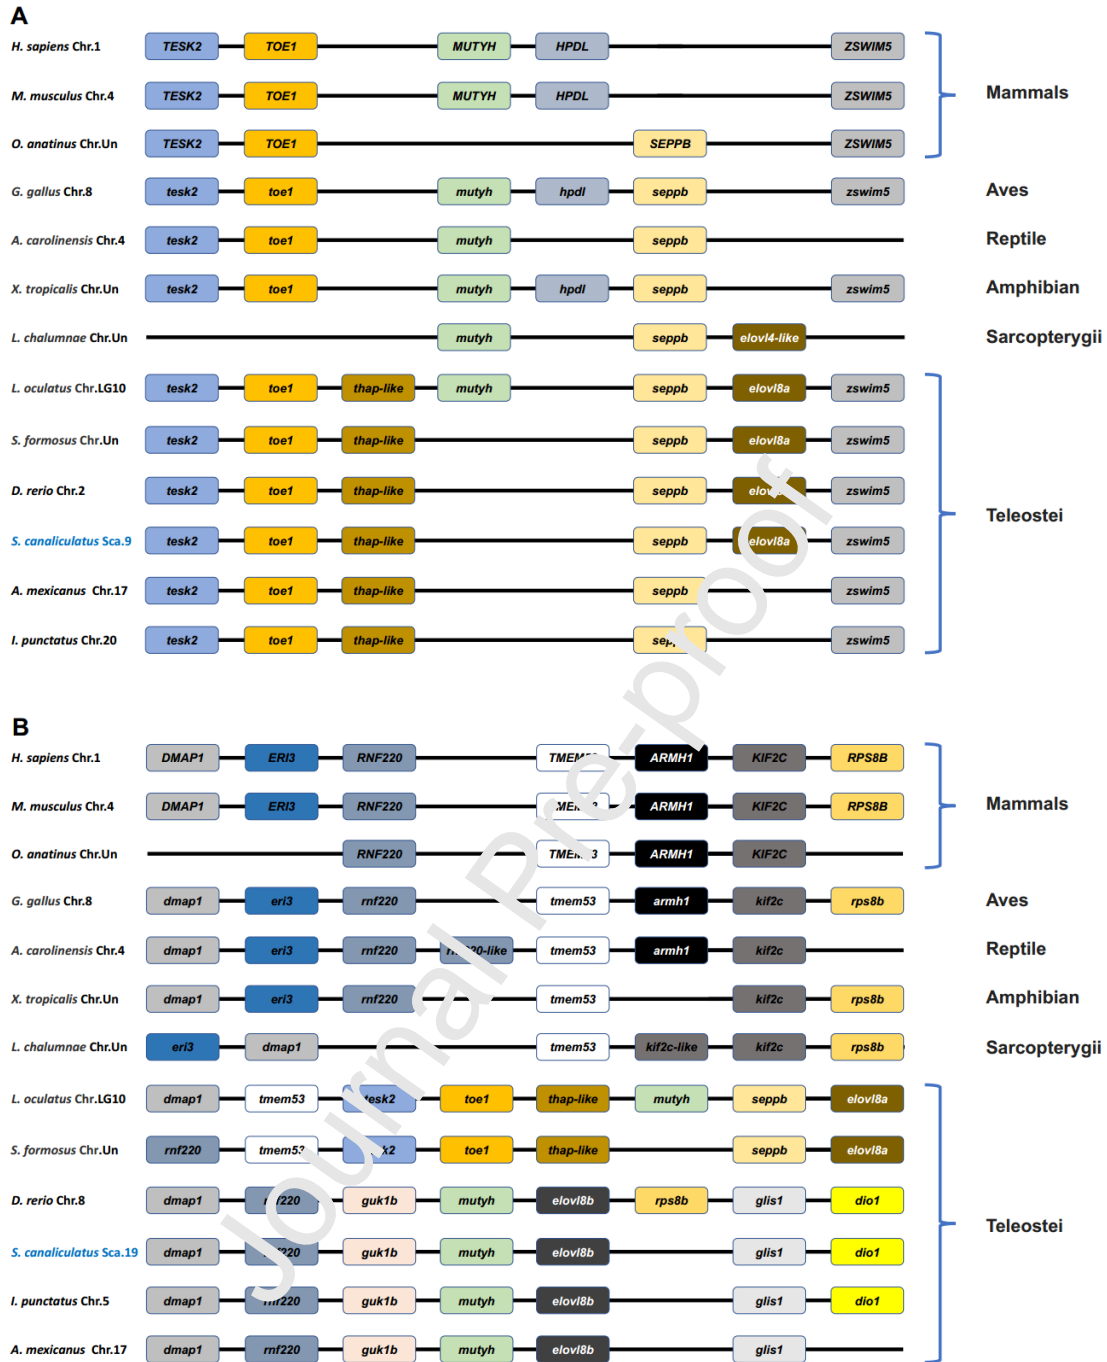 A
H. sapiens Chr.1 TESK2 TOE1 MUTYH HPDL ZSWIM5
M. musculus Chr.4 TESK2 TOE1 MUTYH HPDL ZSWIM5
Mammals
O. anatinus Chr.Un TESK2 TOE1 SEPPB ZSWIM5
G. gallus Chr.8 tesk2 toe1 mutyh hpdl seppb zswim5 Aves
A. carolinensis Chr.4 tesk2 toe1 mutyh seppb Reptile
X. tropicalis Chr.Un tesk2 toe1 mutyh hpdl seppb zswim5 Amphibian
L. chalumnae Chr.Un mutyh seppb elovl4-like Sarcopterygii
L. oculatus Chr.LG10 tesk2 toe1 thap-like mutyh seppb elovl8a zswim5
S. formosus Chr.Un tesk2 toe1 thap-like seppb elovl8a zswim5
D. rerio Chr.2 tesk2 toe1 thap-like seppb zswim5
Teleostei
S. canaliculatus Sca.9 tesk2 toe1 thap-like seppb elovl8a zswim5
A. mexicanus Chr.17 tesk2 toe1 thap-like seppb zswim5
I. punctatus Chr.20 tesk2 toe1 thap-like zswim5
B
H. sapiens Chr.1 DMAP1 ERI3 RNF220 ARMH1 KIF2C RPS8B
M. musculus Chr.4 DMAP1 ERI3 RNF220 ARMH1 KIF2C RPS8B
Mammals
O. anatinus Chr.Un RNF220 ARMH1 KIF2C
G. gallus Chr.8 dmap1 eri3 rnf220 tmem53 armh1 kif2c rps8b Aves
A. carolinensis Chr.4 dmap1 eri3 rnf220 tmem53 armh1 kif2c Reptile
X. tropicalis Chr.Un dmap1 eri3 rnf220 tmem53 kif2c rps8b Amphibian
L. chalumnae Chr.Un eri3 dmap1 tmem53 kif2c-like kif2c rps8b Sarcopterygii
L. oculatus Chr.LG10 dmap1 tmem53 tesk2 toe1 thap-like mutyh seppb elovl8a
S. formosus Chr.Un rnf220 tmem53 toe1 thap-like seppb elovl8a
D. rerio Chr.8 dmap1 rnf220 guk1b mutyh elovl8b rps8b glis1 dio1
Teleostei
S. canaliculatus Sca.19 dmap1 guk1b mutyh elovl8b glis1 dio1
I. punctatus Chr.5 dmap1 rnf220 guk1b mutyh elovl8b glis1 dio1
A. mexicanus Chr.17 dmap1 rnf220 guk1b mutyh elovl8b glis1
Journal Pre-proof